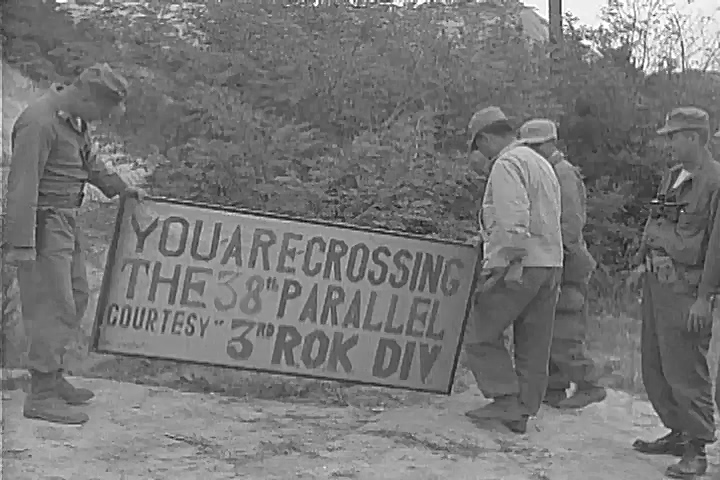 YOU-ARE-CROSSING
THE 38th PARALLEL
COURTESY" 3RD ROK DIV